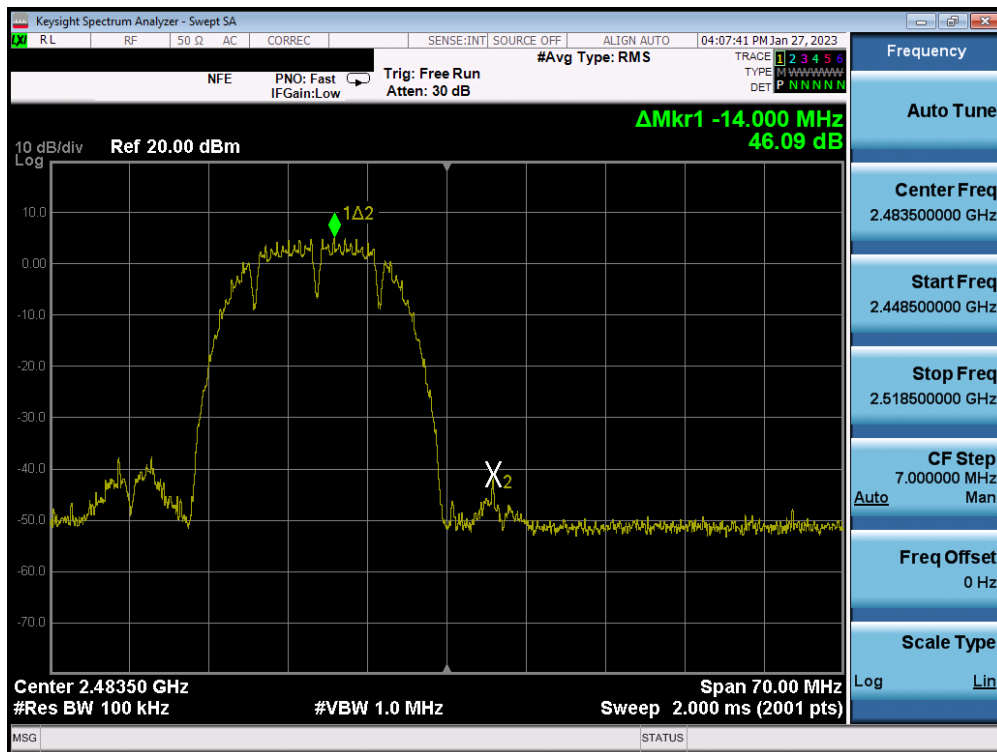 Keysight Spectrum Analyzer - Swept SA
LXI RL RF 50 Ω AC CORREC SENSE:INT SOURCE OFF ALIGN AUTO 04:07:41 PM Jan 27, 2023
Frequency
#Avg Type: RMS
TRACE 1 2 3 4 5 6
NFE PNO: Fast Trig: Free Run
TYPE M WWWWWW
IFGain:Low Atten: 30 dB
DET P N N N N N
ΔMkr1 -14.000 MHz
46.09 dB
10 dB/div Ref 20.00 dBm
Log
10.0
0.00
-10.0
-20.0
-30.0
-40.0
-50.0
-60.0
-70.0
1Δ2
X2
Center 2.48350 GHz Span 70.00 MHz
#Res BW 100 kHz #VBW 1.0 MHz Sweep 2.000 ms (2001 pts)
Auto Tune
Center Freq
2.483500000 GHz
Start Freq
2.448500000 GHz
Stop Freq
2.518500000 GHz
CF Step
7.000000 MHz
Auto Man
Freq Offset
0 Hz
Scale Type
Log Lin
MSG STATUS